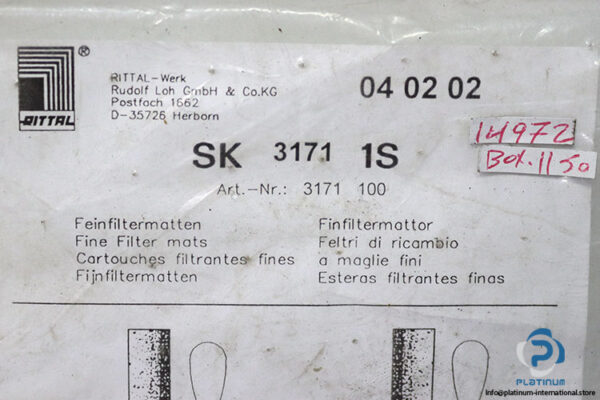 RITTAL
®
RITTAL-Werk
Rudolf Loh GmbH & Co.KG
Postfach 1662
D-35726 Herborn
04 02 02
14972
Box.1150
SK 3171 1S
Art.-Nr.: 3171 100
Feinfiltermatten
Fine Filter mats
Cartouches filtrantes fines
Fijnfiltermatten
Finfiltermattor
Feltri di ricambio
a maglie fini
Esteras filtrantes finas
PLATINUM
info@platinum-international.store